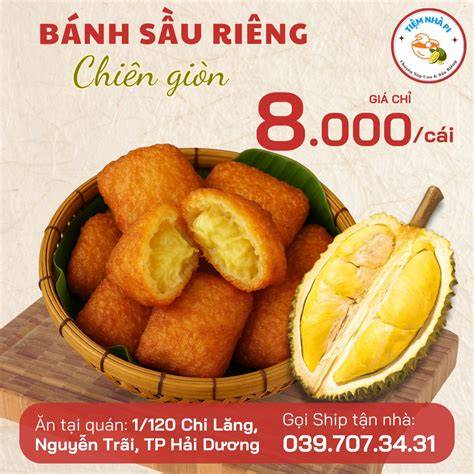 BÁNH SẦU RIÊNG
Chiên giòn
TIỆM NHÀ PI
GIÁ CHỈ
8.000/cái
Ăn tại quán: 1/120 Chi Lăng,
Nguyễn Trãi, TP Hải Dương
Gọi Ship tận nhà:
039.707.34.31